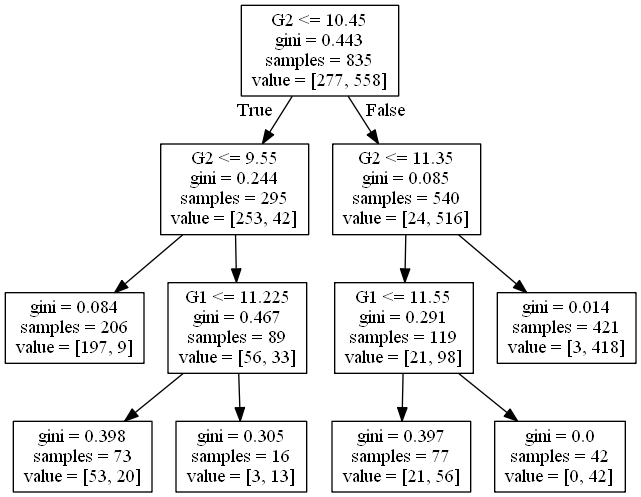 G2 <= 10.45
gini = 0.443
samples = 835
value = [277, 558]
True
False
G2 <= 9.55
gini = 0.244
samples = 295
value = [253, 42]
G2 <= 11.35
gini = 0.085
samples = 540
value = [24, 516]
gini = 0.084
samples = 206
value = [197, 9]
G1 <= 11.225
gini = 0.467
samples = 89
value = [56, 33]
G1 <= 11.55
gini = 0.291
samples = 119
value = [21, 98]
gini = 0.014
samples = 421
value = [3, 418]
gini = 0.398
samples = 73
value = [53, 20]
gini = 0.305
samples = 16
value = [3, 13]
gini = 0.397
samples = 77
value = [21, 56]
gini = 0.0
samples = 42
value = [0, 42]